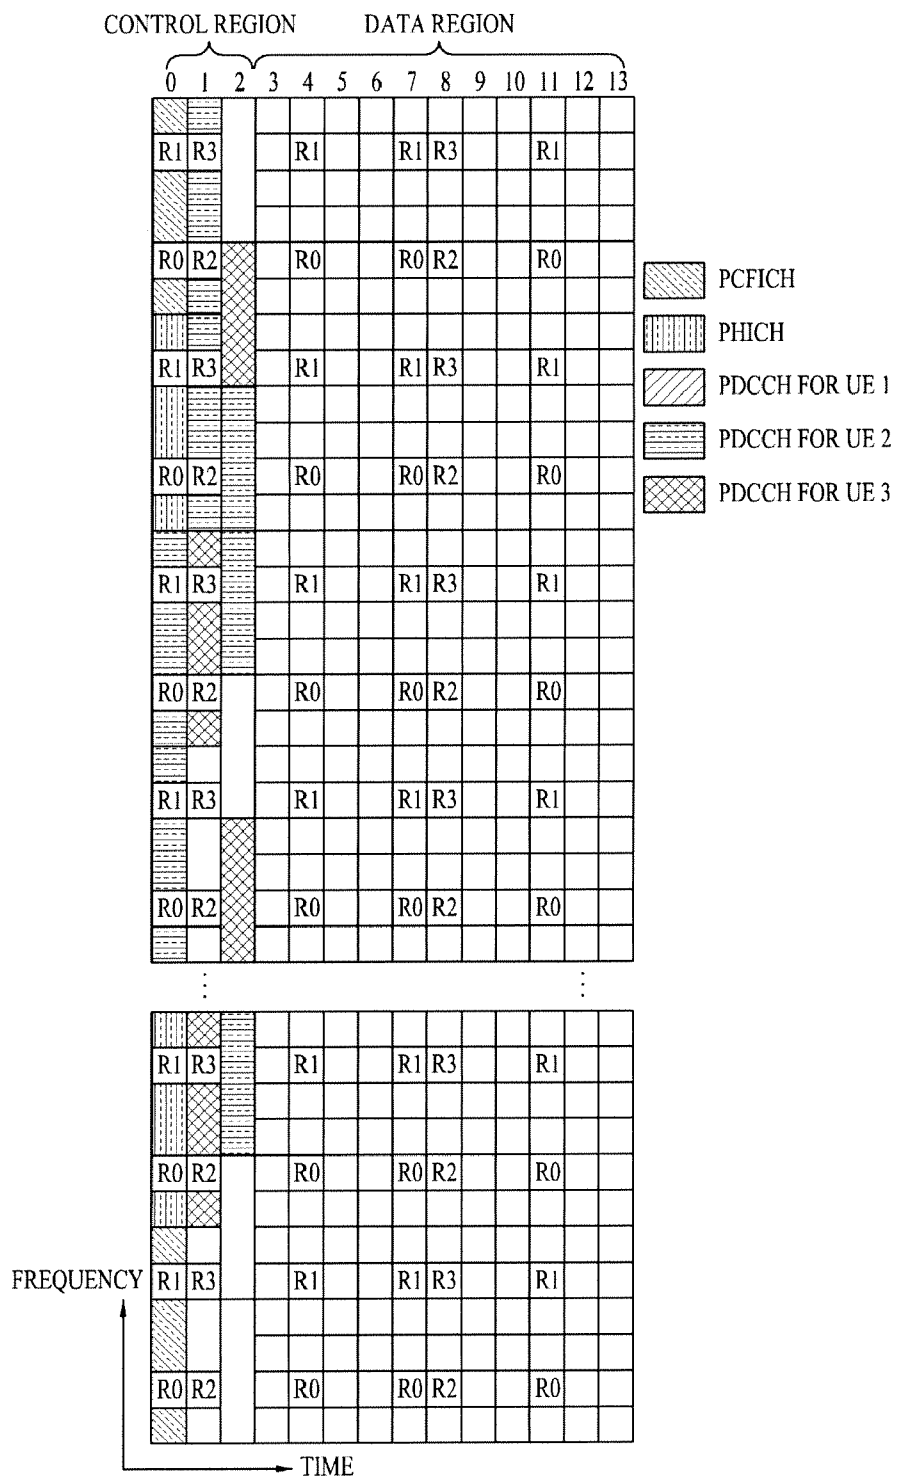 CONTROL REGION DATA REGION
0 1 2 3 4 5 6 7 8 9 10 11 12 13
R1 R3 R1 R1 R3 R1
R0 R2 R0 R0 R2 R0
PCFICH
PHICH
R1 R3 R1 R1 R3 R1
PDCCH FOR UE 1
PDCCH FOR UE 2
R0 R2 R0 R0 R2 R0
PDCCH FOR UE 3
R1 R3 R1 R1 R3 R1
R0 R2 R0 R0 R2 R0
R1 R3 R1 R1 R3 R1
R0 R2 R0 R0 R2 R0
R1 R3 R1 R1 R3 R1
R0 R2 R0 R0 R2 R0
FREQUENCY R1 R3 R1 R1 R3 R1
R0 R2 R0 R0 R2 R0
TIME